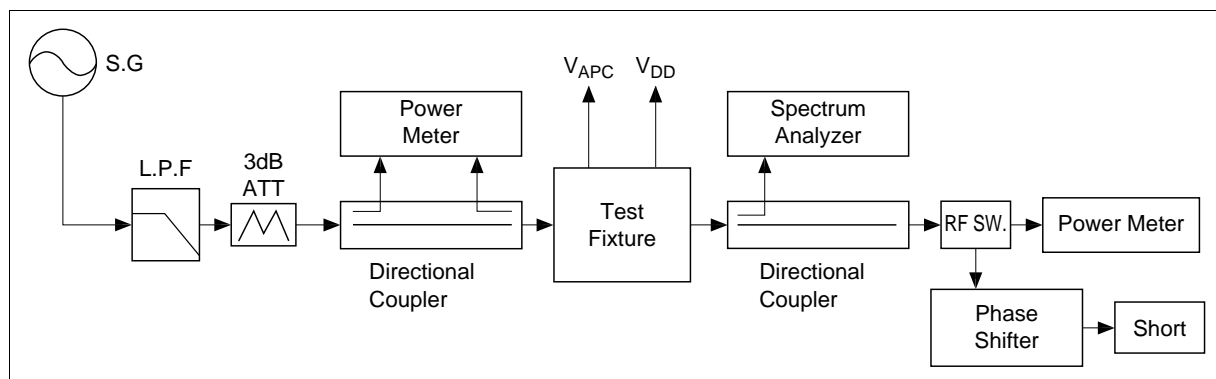 S.G
L.P.F
3dB
ATT
Power
Meter
Directional
Coupler
VAPC
VDD
Test
Fixture
Spectrum
Analyzer
Directional
Coupler
RF SW.
Power Meter
Phase
Shifter
Short